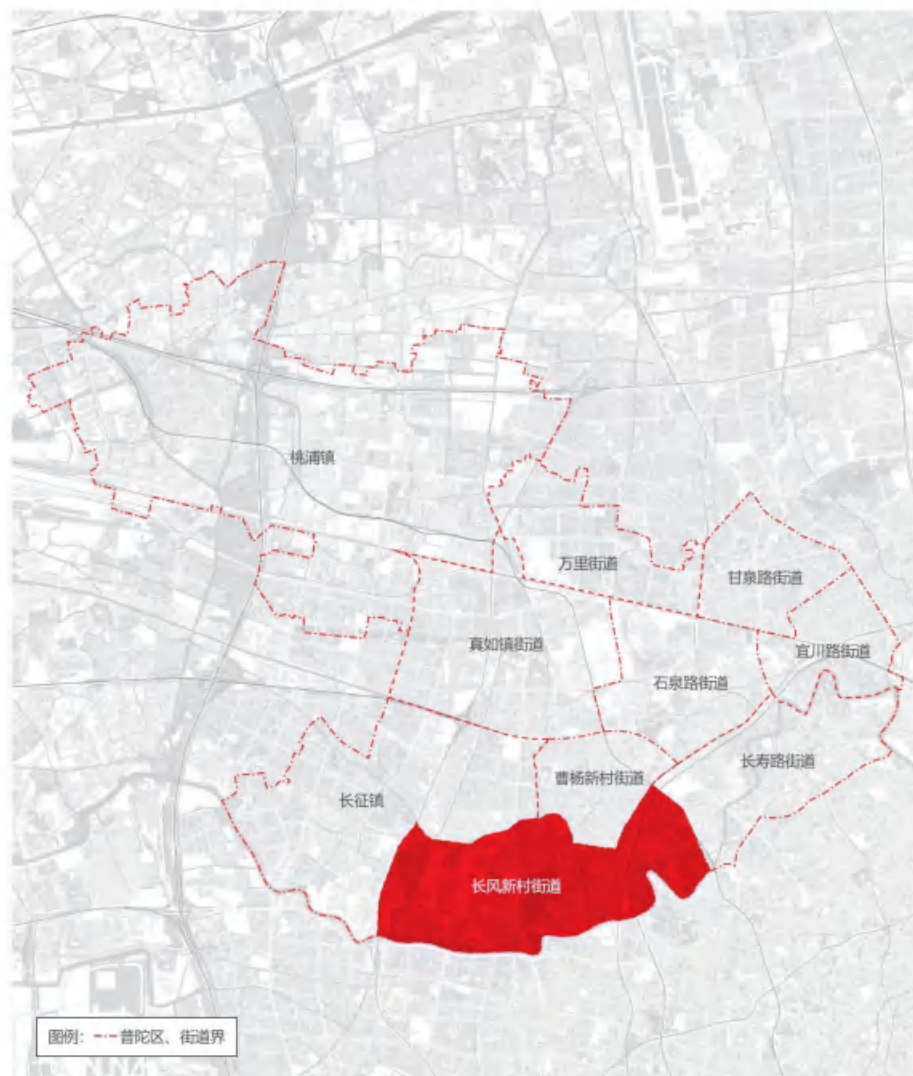 桃浦镇
万里街道
甘泉路街道
真如镇街道
宜川路街道
石泉路街道
长寿路街道
曹杨新村街道
长征镇
长风新村街道
图例：普陀区、街道界